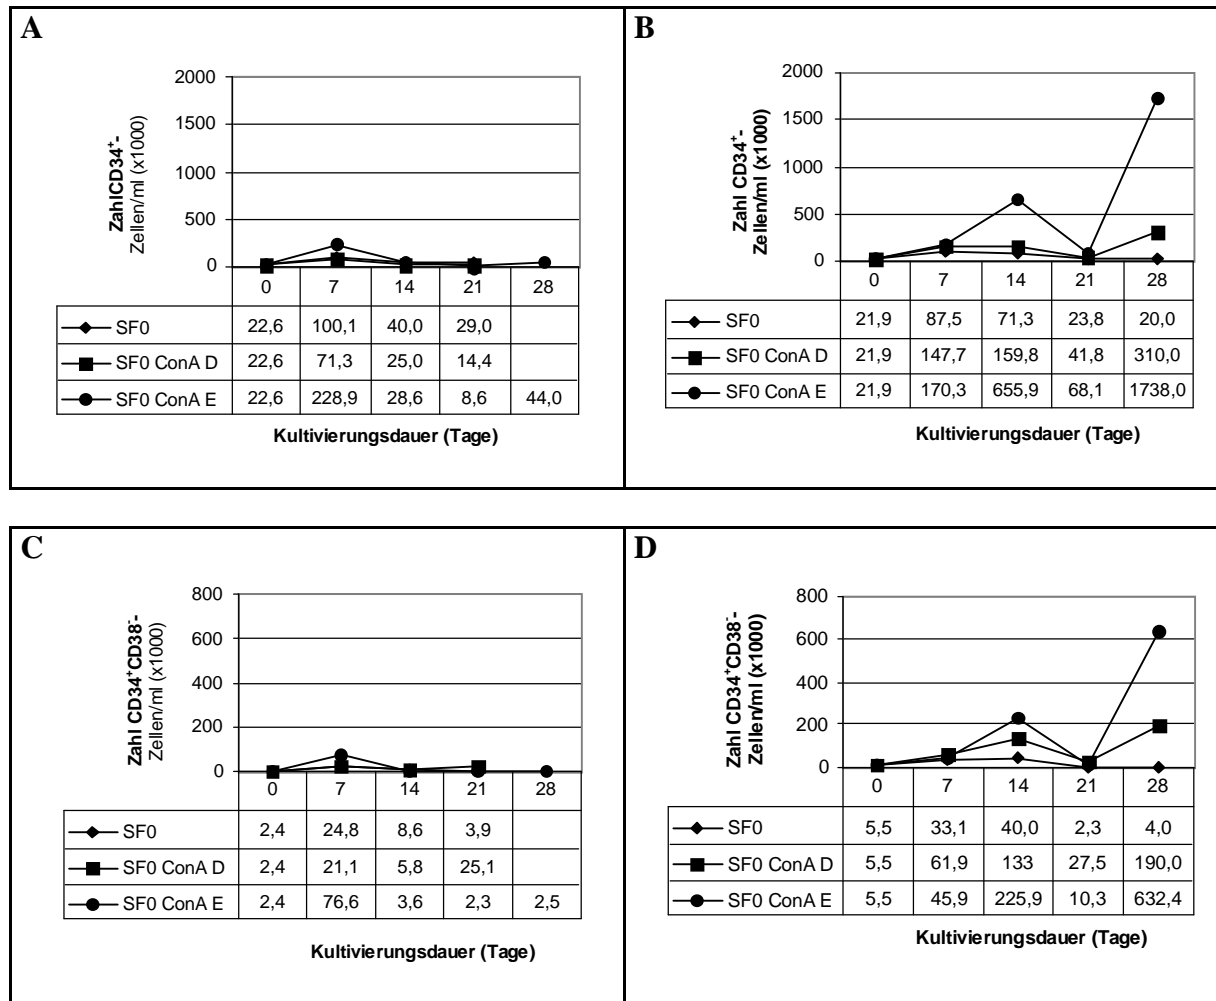 A
ZahlCD34⁺-
Zellen/ml (x1000)
2000
1500
1000
500
0
0 7 14 21 28
SF0 22,6 100,1 40,0 29,0
SF0 ConA D 22,6 71,3 25,0 14,4
SF0 ConA E 22,6 228,9 28,6 8,6 44,0
Kultivierungsdauer (Tage)
B
Zahl CD34⁺-
Zellen/ml (x1000)
2000
1500
1000
500
0
0 7 14 21 28
SF0 21,9 87,5 71,3 23,8 20,0
SF0 ConA D 21,9 147,7 159,8 41,8 310,0
SF0 ConA E 21,9 170,3 655,9 68,1 1738,0
Kultivierungsdauer (Tage)
C
Zahl CD34⁺CD38⁻-
Zellen/ml (x1000)
800
600
400
200
0
0 7 14 21 28
SF0 2,4 24,8 8,6 3,9
SF0 ConA D 2,4 21,1 5,8 25,1
SF0 ConA E 2,4 76,6 3,6 2,3 2,5
Kultivierungsdauer (Tage)
D
Zahl CD34⁺CD38⁻-
Zellen/ml (x1000)
800
600
400
200
0
0 7 14 21 28
SF0 5,5 33,1 40,0 2,3 4,0
SF0 ConA D 5,5 61,9 133 27,5 190,0
SF0 ConA E 5,5 45,9 225,9 10,3 632,4
Kultivierungsdauer (Tage)